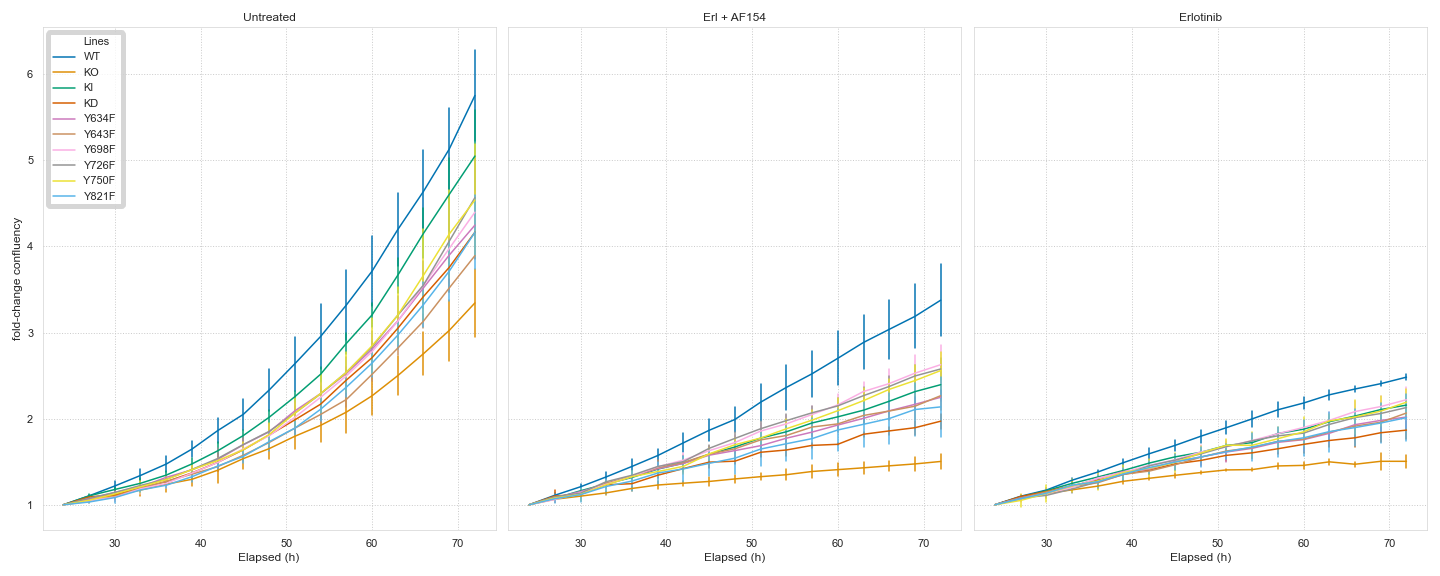 Untreated
Erl + AF154
Erlotinib
fold-change confluency
6
5
4
3
2
1
Lines
WT
KO
KI
KD
Y634F
Y643F
Y698F
Y726F
Y750F
Y821F
30 40 50 60 70
30 40 50 60 70
30 40 50 60 70
Elapsed (h)
Elapsed (h)
Elapsed (h)